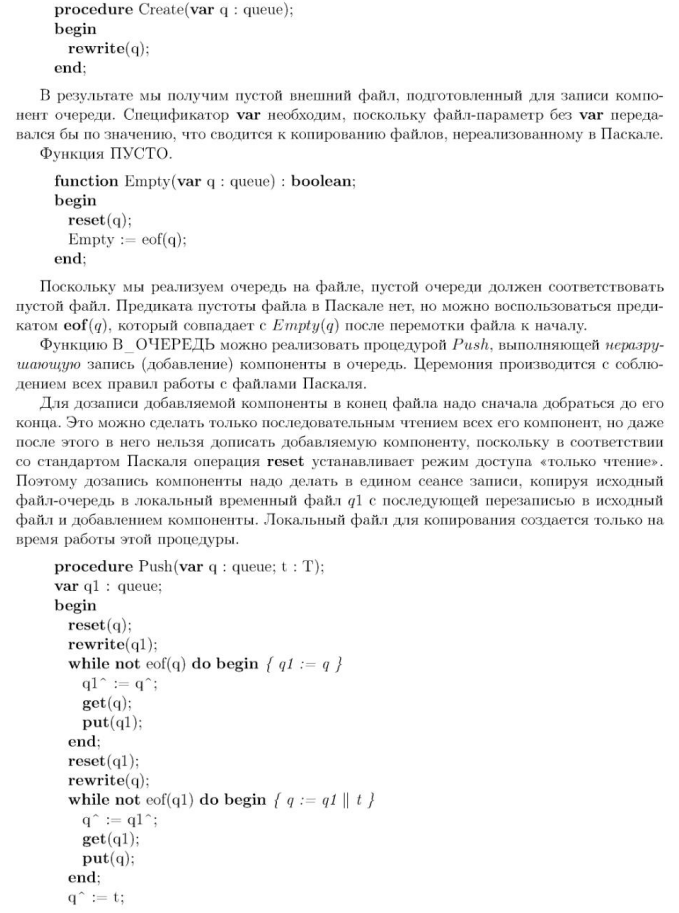 procedure Create(var q : queue);
begin
rewrite(q);
end;
В результате мы получим пустой внешний файл, подготовленный для записи компо-
нент очереди. Спецификатор var необходим, поскольку файл-параметр без var переда-
вался бы по значению, что сводится к копированию файлов, нереализованному в Паскале.
Функция ПУСТО.
function Empty(var q : queue) : boolean;
begin
reset(q);
Empty := eof(q);
end;
Поскольку мы реализуем очередь на файле, пустой очереди должен соответствовать
пустой файл. Предиката пустоты файла в Паскале нет, но можно воспользоваться преди-
катом eof(q), который совпадает с Empty(q) после перемотки файла к началу.
Функцию В_ОЧЕРЕДЬ можно реализовать процедурой Push, выполняющей неразру-
шающую запись (добавление) компоненты в очередь. Церемония производится с соблю-
дением всех правил работы с файлами Паскаля.
Для дозаписи добавляемой компоненты в конец файла надо сначала добраться до его
конца. Это можно сделать только последовательным чтением всех его компонент, но даже
после этого в него нельзя дописать добавляемую компоненту, поскольку в соответствии
со стандартом Паскаля операция reset устанавливает режим доступа «только чтение».
Поэтому дозапись компоненты надо делать в едином сеансе записи, копируя исходный
файл-очередь в локальный временный файл q1 с последующей перезаписью в исходный
файл и добавлением компоненты. Локальный файл для копирования создается только на
время работы этой процедуры.
procedure Push(var q : queue; t : T);
var q1 : queue;
begin
reset(q);
rewrite(q1);
while not eof(q) do begin { q1 := q }
q1^ := q^;
get(q);
put(q1);
end;
reset(q1);
rewrite(q);
while not eof(q1) do begin { q := q1 || t }
q^ := q1^;
get(q1);
put(q);
end;
q^ := t;